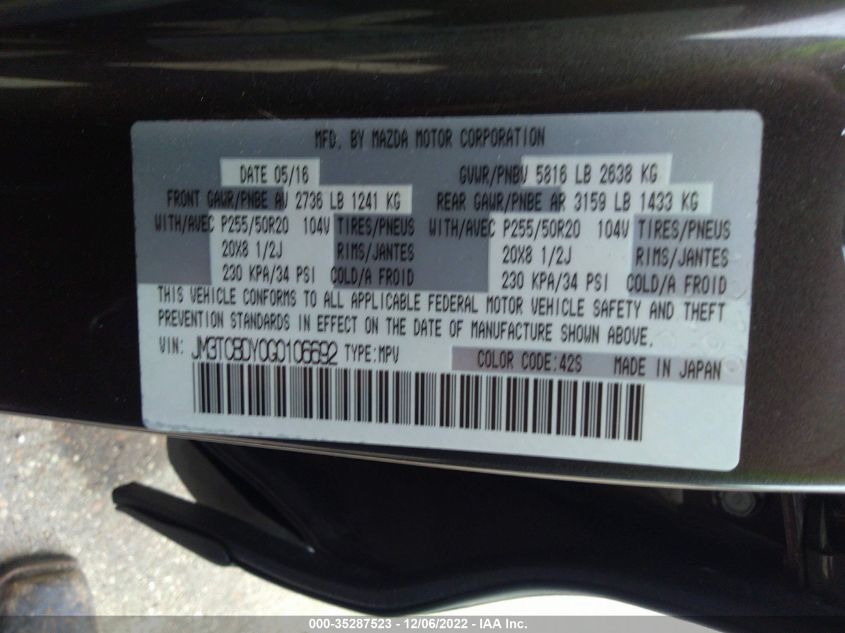 MFD. BY MAZDA MOTOR CORPORATION
DATE 05/16 GVWR/PNBV 5816 LB 2638 KG
FRONT GAWR/PNBE AV 2736 LB 1241 KG REAR GAWR/PNBE AR 3159 LB 1433 KG
WITH/AVEC P255/50R20 104V TIRES/PNEUS WITH/AVEC P255/50R20 104V TIRES/PNEUS
20X8 1/2J RIMS/JANTES 20X8 1/2J RIMS/JANTES
230 KPA/34 PSI COLD/A FROID 230 KPA/34 PSI COLD/A FROID
THIS VEHICLE CONFORMS TO ALL APPLICABLE FEDERAL MOTOR VEHICLE SAFETY AND THEFT
PREVENTION STANDARDS IN EFFECT ON THE DATE OF MANUFACTURE SHOWN ABOVE.
VIN: JM3TCBDY0G0106692 TYPE:MPV COLOR CODE:42S MADE IN JAPAN
000-35287523 - 12/06/2022 - IAA Inc.